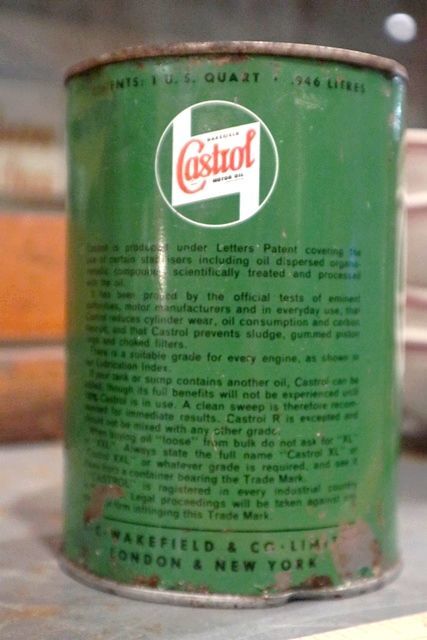 CONTENTS: 1 U.S. QUART • .946 LITRES
WAKEFIELD
Castrol
MOTOR OIL
Castrol is produced under Letters Patent covering the
use of certain stabilisers including oil dispersed organo-
metallic compounds scientifically treated and processed
with the oil.
It has been proved by the official tests of eminent
authorities, motor manufacturers and in everyday use, that
Castrol reduces cylinder wear, oil consumption and carbon
deposit, and that Castrol prevents sludge, gummed piston
rings and choked filters.
There is a suitable grade for every engine, as shown in
our Lubrication Index.
If your tank or sump contains another oil, Castrol can be
added, though its full benefits will not be experienced until
Castrol is in use. A clean sweep is therefore recom-
mended for immediate results. Castrol R is excepted and
should not be mixed with any other grade.
When buying oil "loose" from bulk do not ask for "XL"
"XXL". Always state the full name "Castrol XL" or
"Castrol XXL" or whatever grade is required, and see it
drawn from a container bearing the Trade Mark.
"CASTROL" is registered in every industrial country
Legal proceedings will be taken against any
infringing this Trade Mark.
C. C. WAKEFIELD & CO. LIMITED
LONDON & NEW YORK